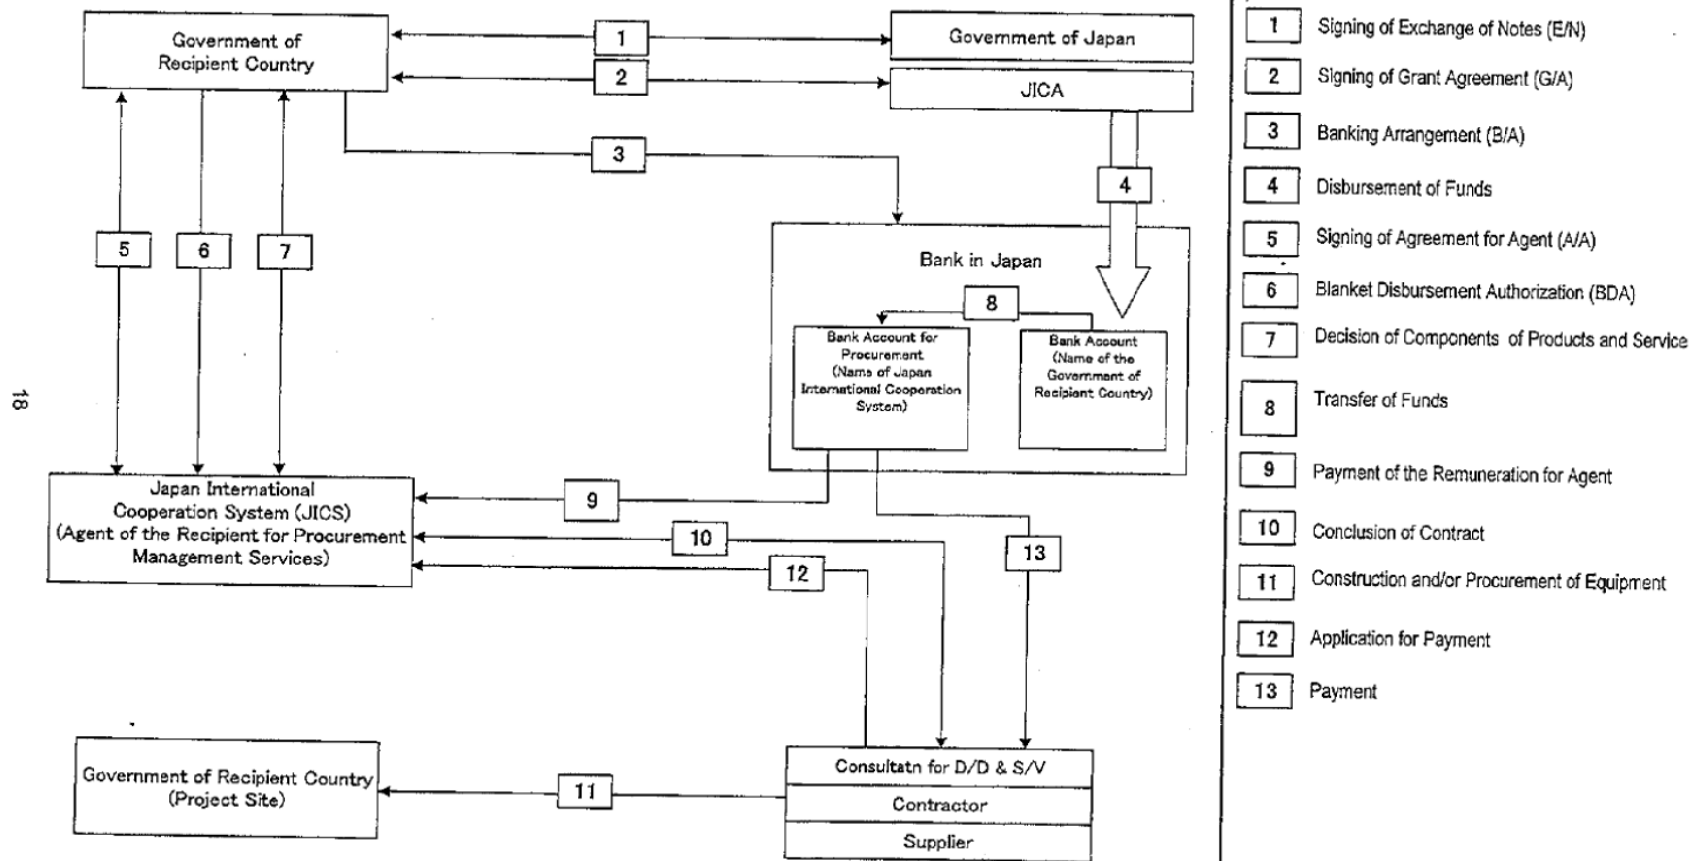 Government of
Recipient Country
1
Government of Japan
2
JICA
3
4
5
6
7
Bank in Japan
8
Bank Account for
Procurement
(Name of Japan
International Cooperation
System)
Bank Account
(Name of the
Government of
Recipient Country)
18
Japan International
Cooperation System (JICS)
(Agent of the Recipient for Procurement
Management Services)
9
10
12
13
Government of Recipient Country
(Project Site)
11
Consultatn for D/D & S/V
Contractor
Supplier
1 Signing of Exchange of Notes (E/N)
2 Signing of Grant Agreement (G/A)
3 Banking Arrangement (B/A)
4 Disbursement of Funds
5 Signing of Agreement for Agent (A/A)
6 Blanket Disbursement Authorization (BDA)
7 Decision of Components of Products and Service
8 Transfer of Funds
9 Payment of the Remuneration for Agent
10 Conclusion of Contract
11 Construction and/or Procurement of Equipment
12 Application for Payment
13 Payment